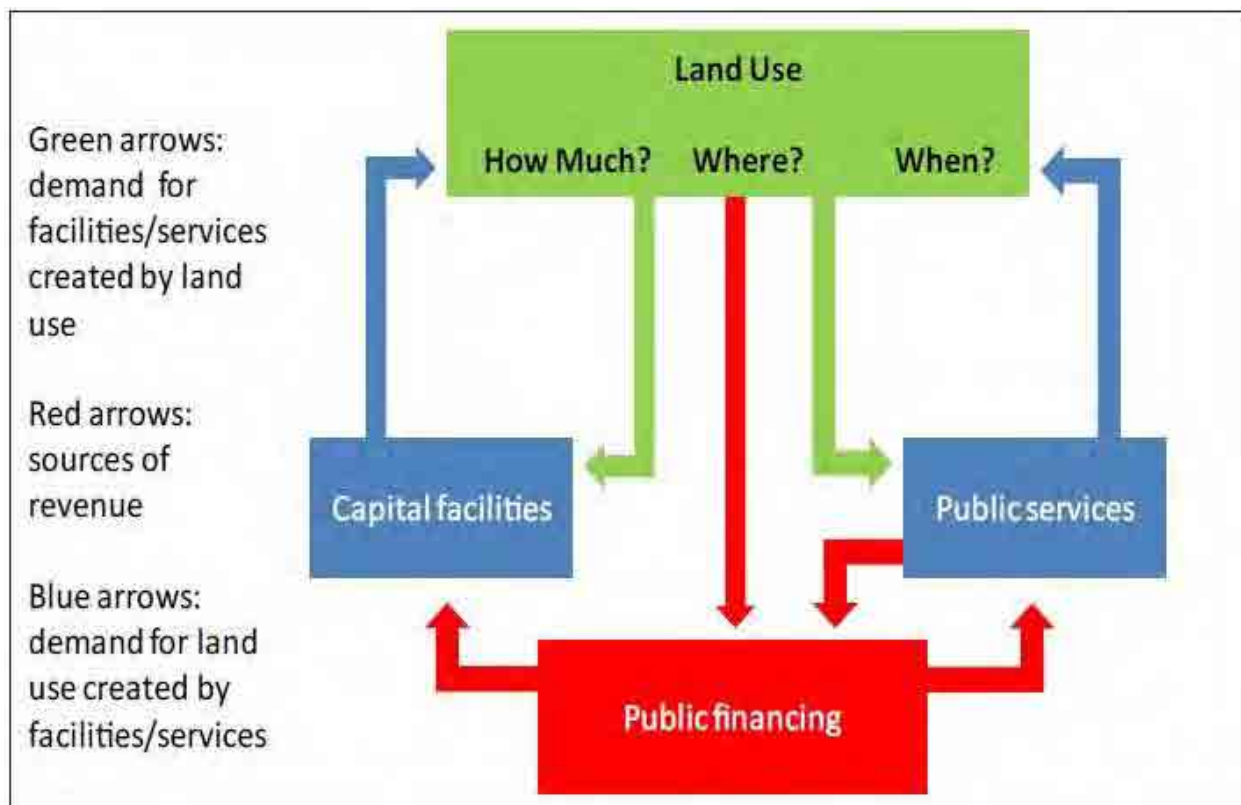 Land Use
How Much? Where? When?
Green arrows:
demand for
facilities/services
created by land
use
Red arrows:
sources of
revenue
Blue arrows:
demand for land
use created by
facilities/services
Capital facilities
Public services
Public financing